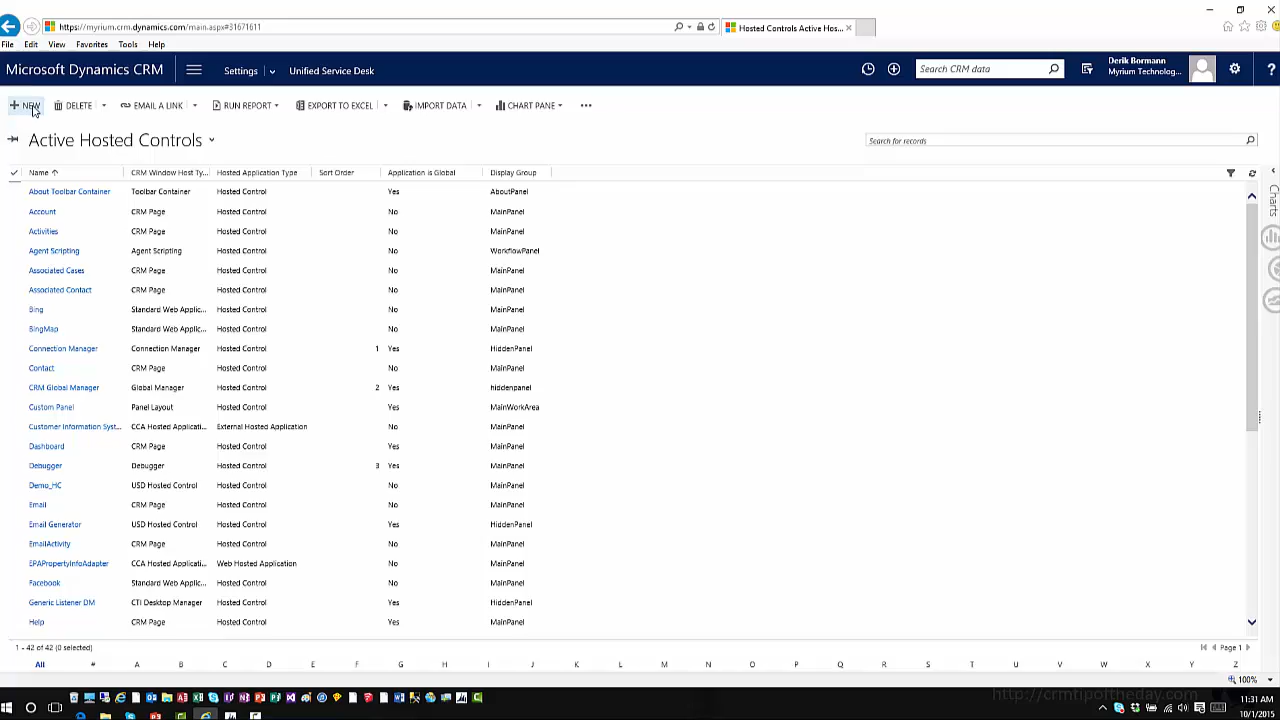 https://myrium.crm.dynamics.com/main.aspx#31671611
Hosted Controls Active Hos...
File Edit View Favorites Tools Help
Microsoft Dynamics CRM Settings Unified Service Desk Search CRM data Derik Bormann
Myrium Technolog...
NEW DELETE EMAIL A LINK RUN REPORT EXPORT TO EXCEL IMPORT DATA CHART PANE
Active Hosted Controls Search for records
Name CRM Window Host Ty... Hosted Application Type Sort Order Application is Global Display Group
About Toolbar Container Toolbar Container Hosted Control Yes AboutPanel
Account CRM Page Hosted Control No MainPanel
Activities CRM Page Hosted Control No MainPanel
Agent Scripting Agent Scripting Hosted Control No WorkflowPanel
Associated Cases CRM Page Hosted Control No MainPanel
Associated Contact CRM Page Hosted Control No MainPanel
Bing Standard Web Applic... Hosted Control No MainPanel
BingMap Standard Web Applic... Hosted Control No MainPanel
Connection Manager Connection Manager Hosted Control 1 Yes HiddenPanel
Contact CRM Page Hosted Control No MainPanel
CRM Global Manager Global Manager Hosted Control 2 Yes hiddenpanel
Custom Panel Panel Layout Hosted Control Yes MainWorkArea
Customer Information Syst... CCA Hosted Applicati... External Hosted Application No MainPanel
Dashboard CRM Page Hosted Control Yes MainPanel
Debugger Debugger Hosted Control 3 Yes MainPanel
Demo_HC USD Hosted Control Hosted Control No MainPanel
Email CRM Page Hosted Control No MainPanel
Email Generator USD Hosted Control Hosted Control Yes HiddenPanel
EmailActivity CRM Page Hosted Control No MainPanel
EPAPropertyInfoAdapter CCA Hosted Applicati... Web Hosted Application No MainPanel
Facebook Standard Web Applic... Hosted Control No MainPanel
Generic Listener DM CTI Desktop Manager Hosted Control Yes HiddenPanel
Help CRM Page Hosted Control Yes MainPanel
Charts
1 - 42 of 42 (0 selected) Page 1
All # A B C D E F G H I J K L M N O P Q R S T U V W X Y Z
100%
http://crmtipoftheday.com
11:31 AM
10/1/2015